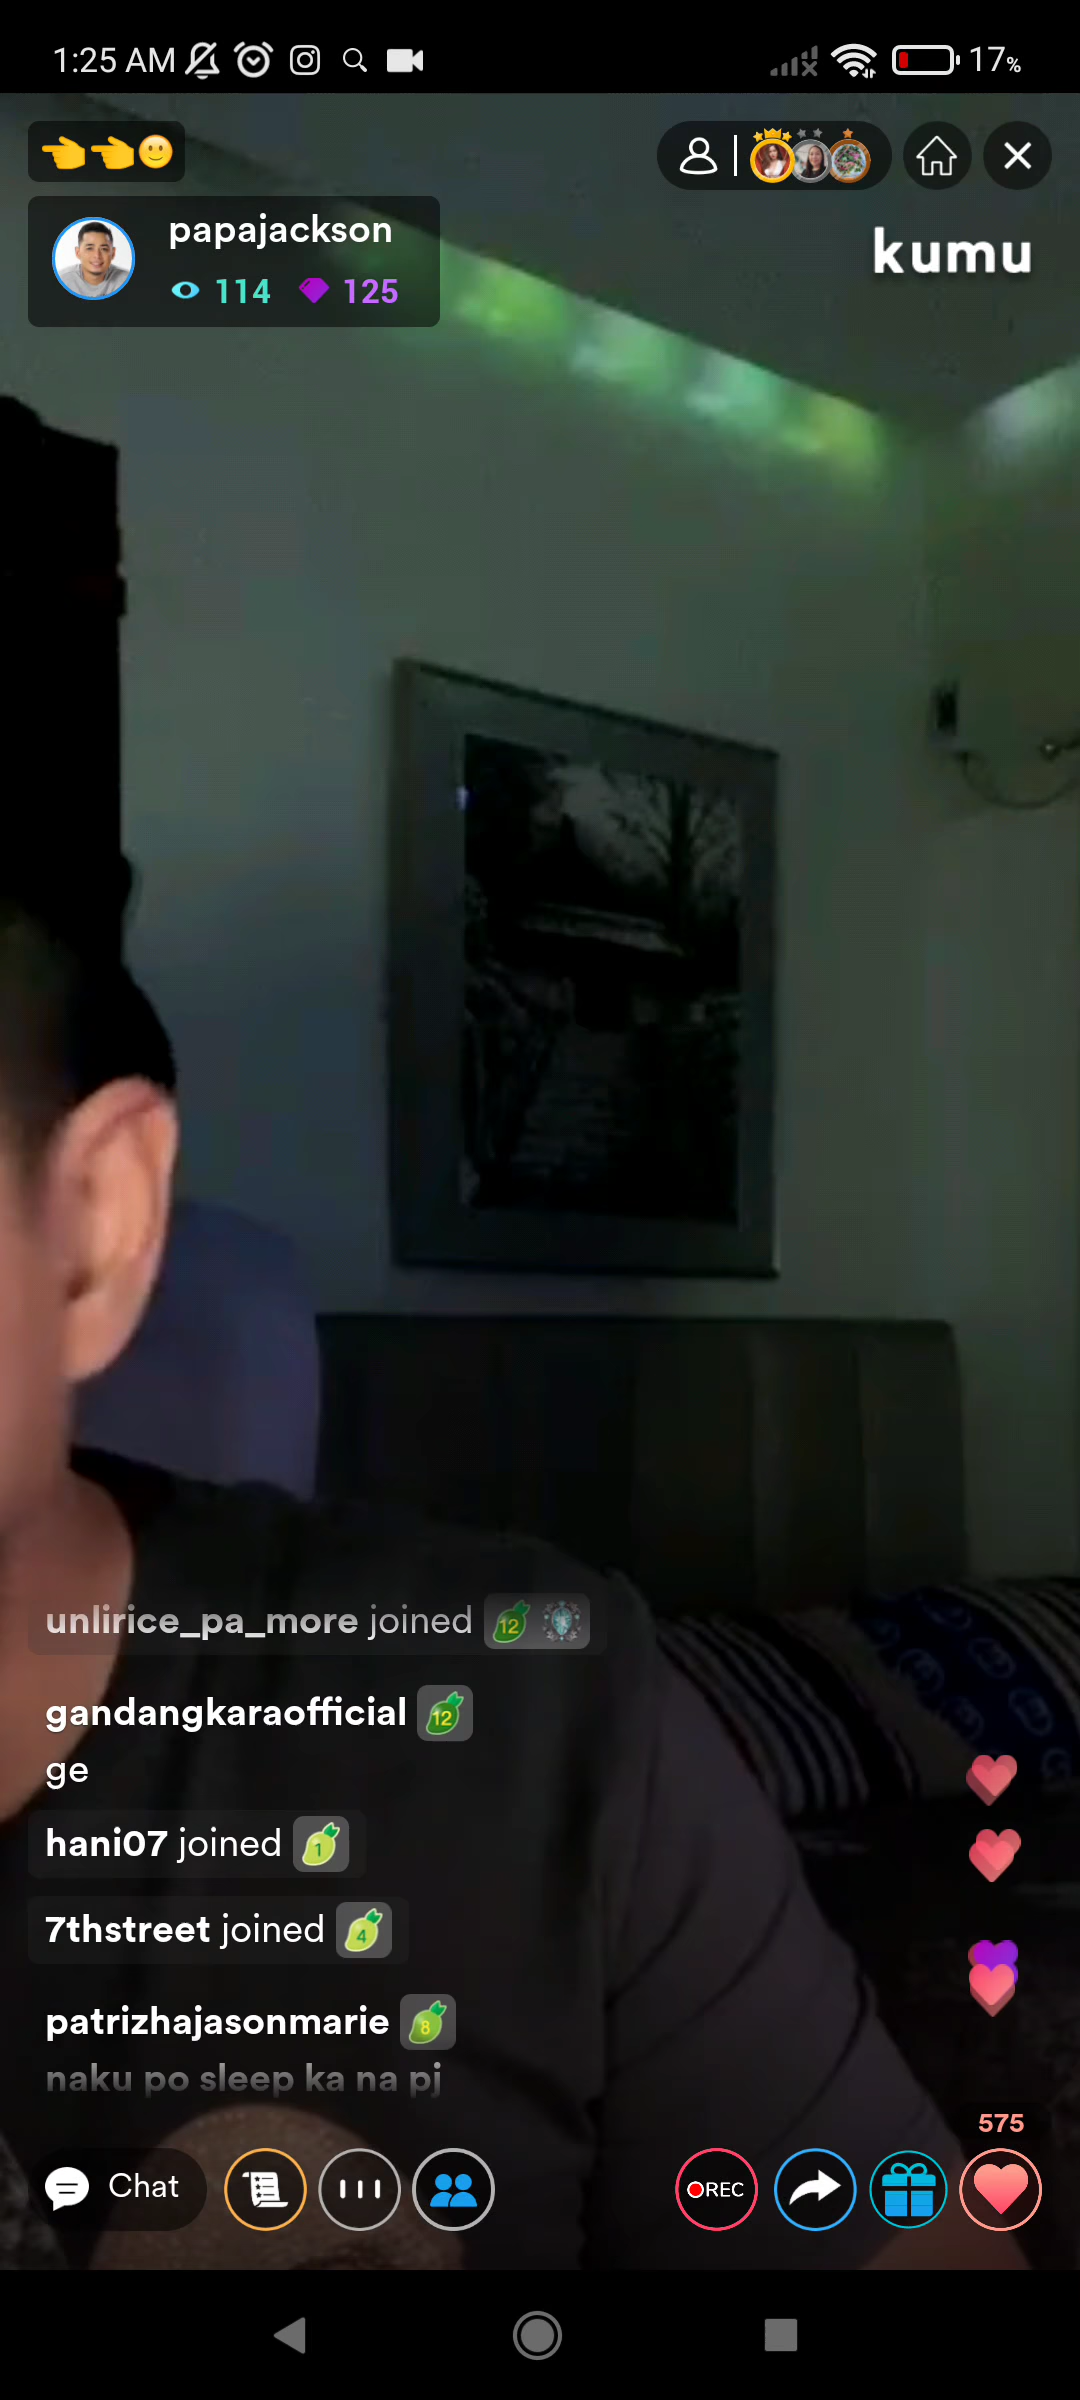 1:25 AM
17%
papajackson
114 125
kumu
unlirice_pa_more joined 12
gandangkaraofficial 12
ge
hani07 joined 1
7thstreet joined 4
patrizhajasonmarie 8
naku po sleep ka na pj
575
Chat
REC